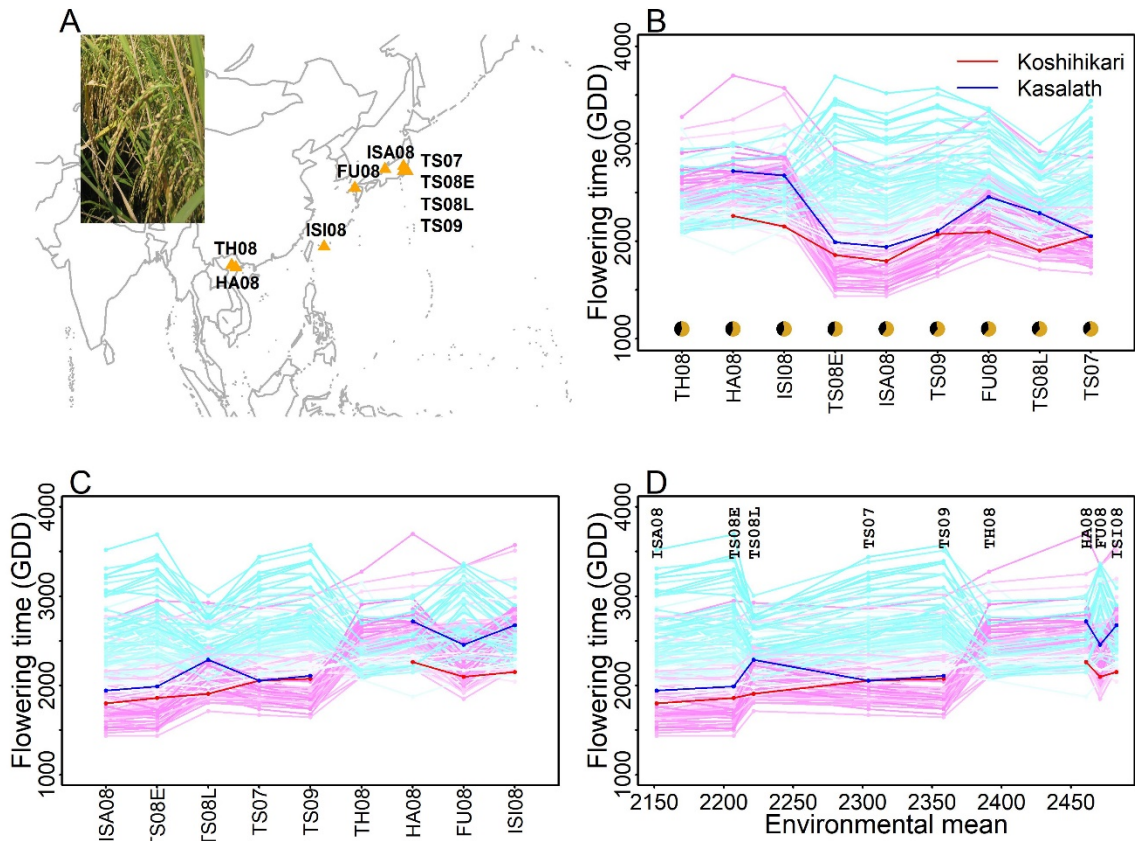 A
ISA08
FU08
TS07
TS08E
TS08L
TS09
ISI08
TH08
HA08
B
Flowering time (GDD)
4000
3000
2000
1000
Koshihikari
Kasalath
TH08
HA08
ISI08
TS08E
ISA08
TS09
FU08
TS08L
TS07
C
Flowering time (GDD)
4000
3000
2000
1000
ISA08
TS08E
TS08L
TS07
TS09
TH08
HA08
FU08
ISI08
D
Flowering time (GDD)
4000
3000
2000
1000
ISA08
TS08E
TS08L
TS07
TS09
TH08
HA08
FU08
ISI08
2150 2200 2250 2300 2350 2400 2450
Environmental mean